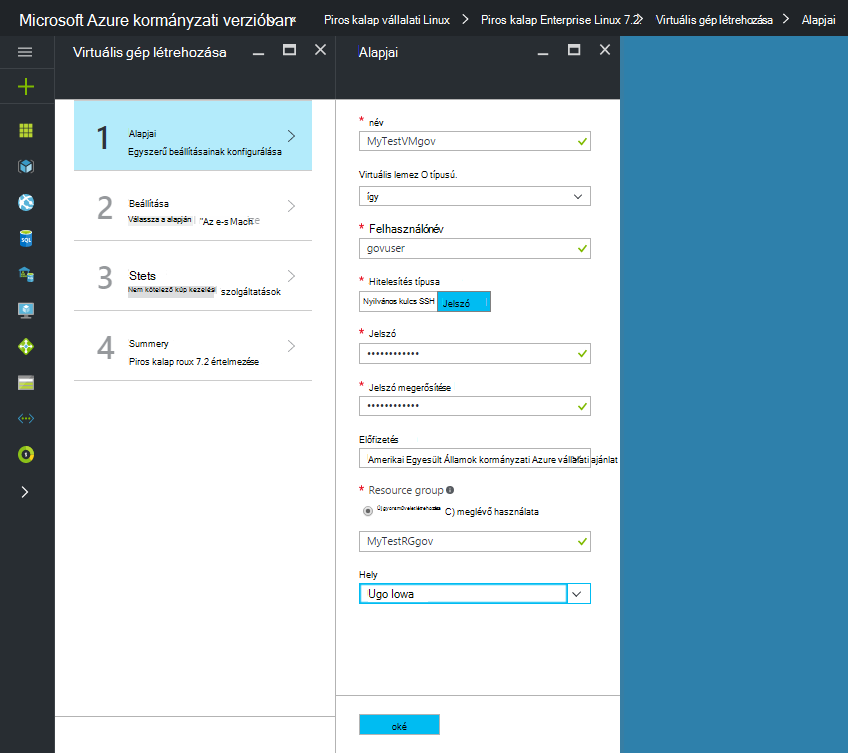 Microsoft Azure kormányzati verzióban
Piros kalap vállalati Linux
Piros kalap Enterprise Linux 7.2
Virtuális gép létrehozása
Alapjai
Virtuális gép létrehozása
1
Alapjai
Egyszerű beállításainak konfigurálása
2
Beállítása
Válassza a alapján "Az e-s Mach
3
Stets
Nem kötelező kúp kezelési szolgáltatások
4
Summery
Piros kalap roux 7.2 értelmezése
Alapjai
* név
MyTestVMgov
Virtuális lemez O típusú.
így
* Felhasználónév
govuser
* Hitelesítés típusa
Nyilvános kulcs SSH Jelszó
* Jelszó
••••••••••••
* Jelszó megerősítése
••••••••••••
Előfizetés
Amerikai Egyesült Államok kormányzati Azure vállalati ajánlat
* Resource group
C) meglévő használata
MyTestRGgov
Hely
Ugo Iowa
oké